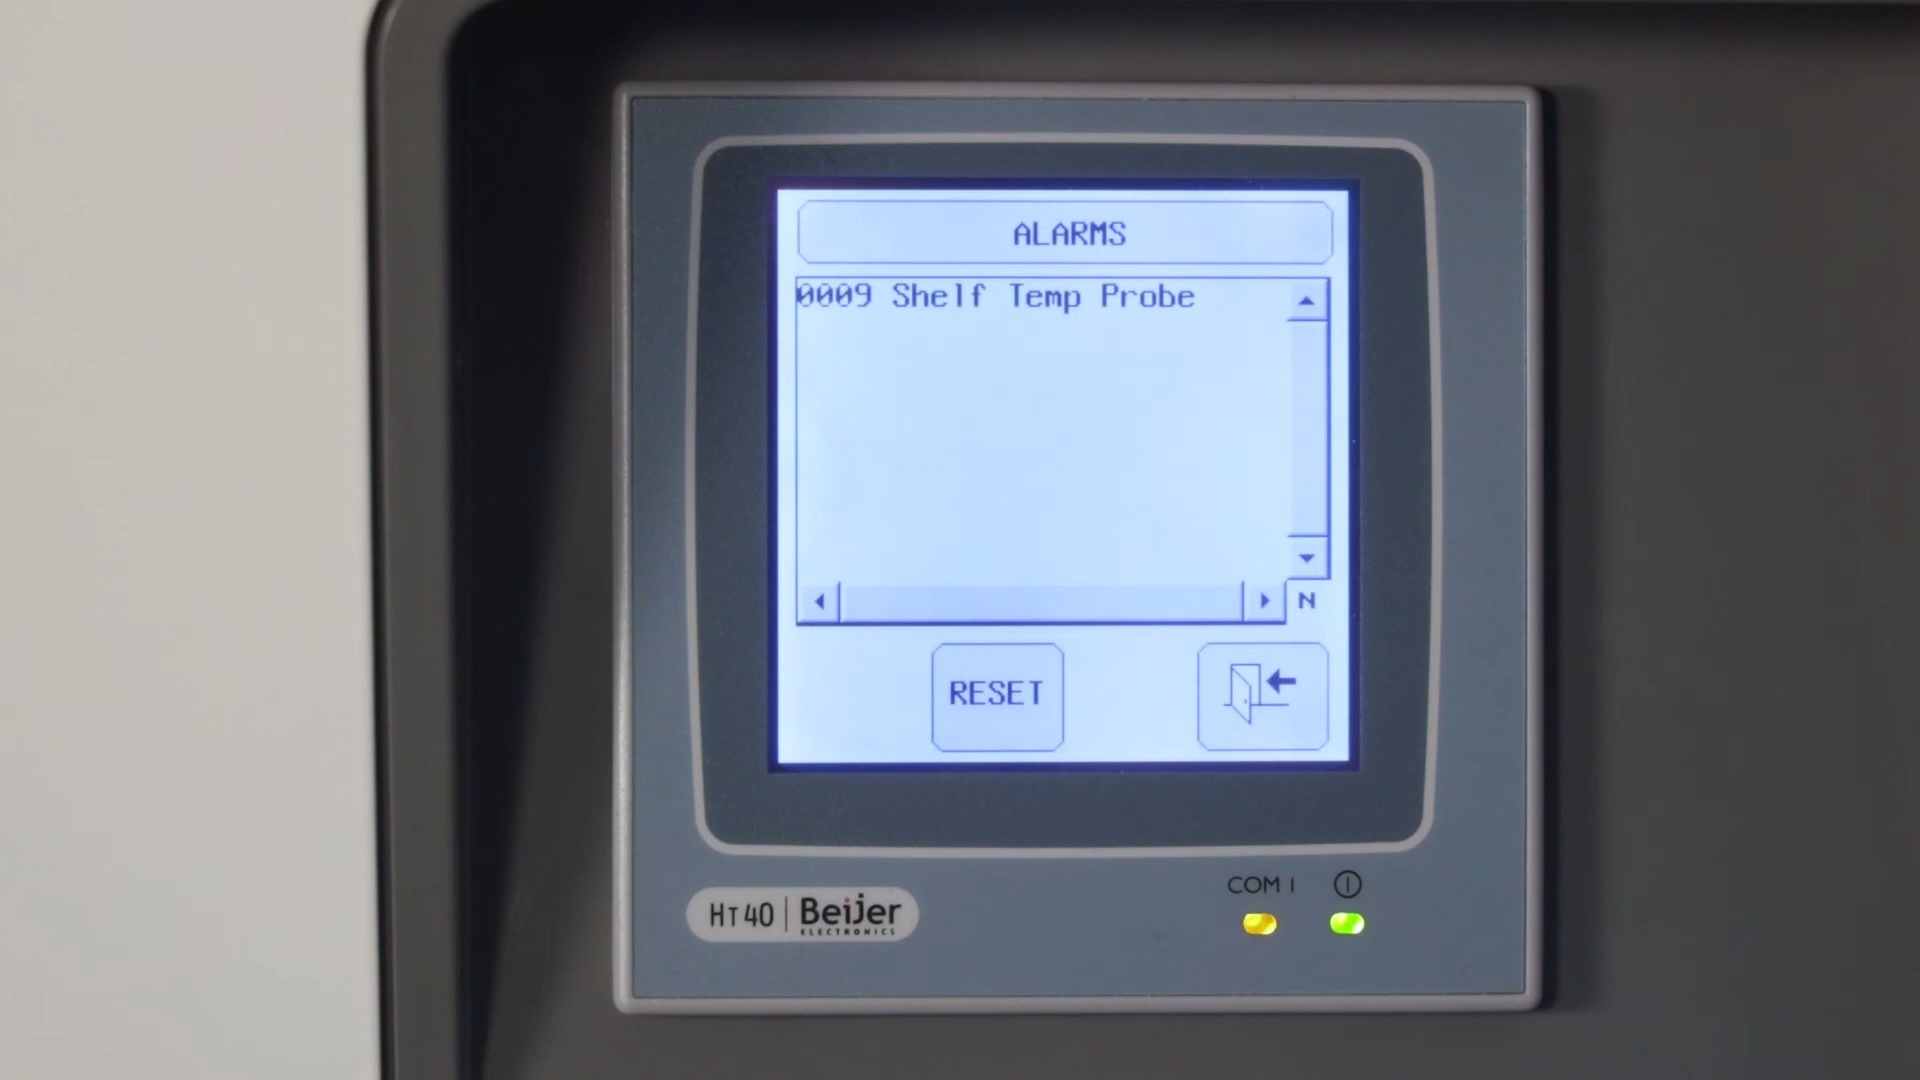 ALARMS
0009 Shelf Temp Probe
N
RESET
COM 1
HT40 Beijer
ELECTRONICS